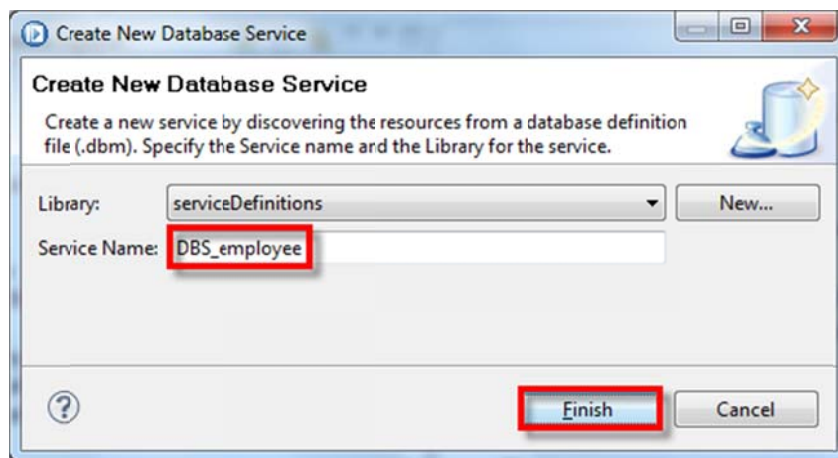 Create New Database Service
Create New Database Service
Create a new service by discovering the resources from a database definition
file (.dbm). Specify the Service name and the Library for the service.
Library: serviceDefinitions New...
Service Name: DBS_employee
? Finish Cancel